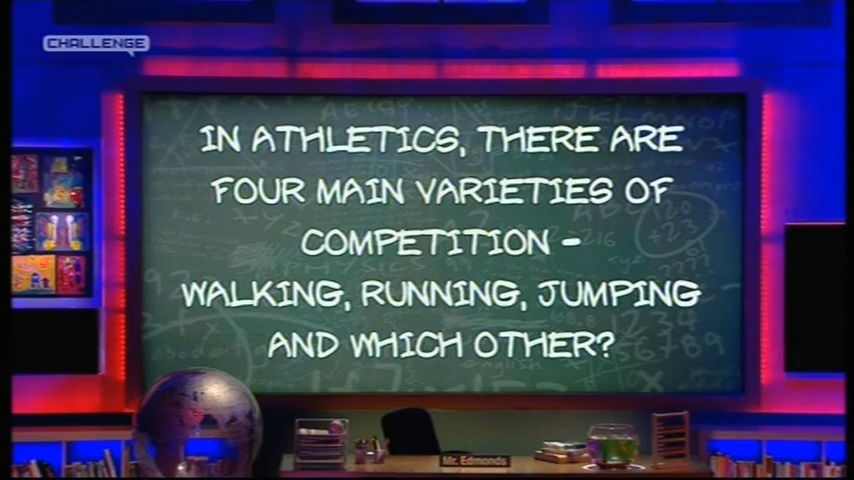 CHALLENGE
IN ATHLETICS, THERE ARE
FOUR MAIN VARIETIES OF
COMPETITION -
WALKING, RUNNING, JUMPING
AND WHICH OTHER?
Mr. Edmonds